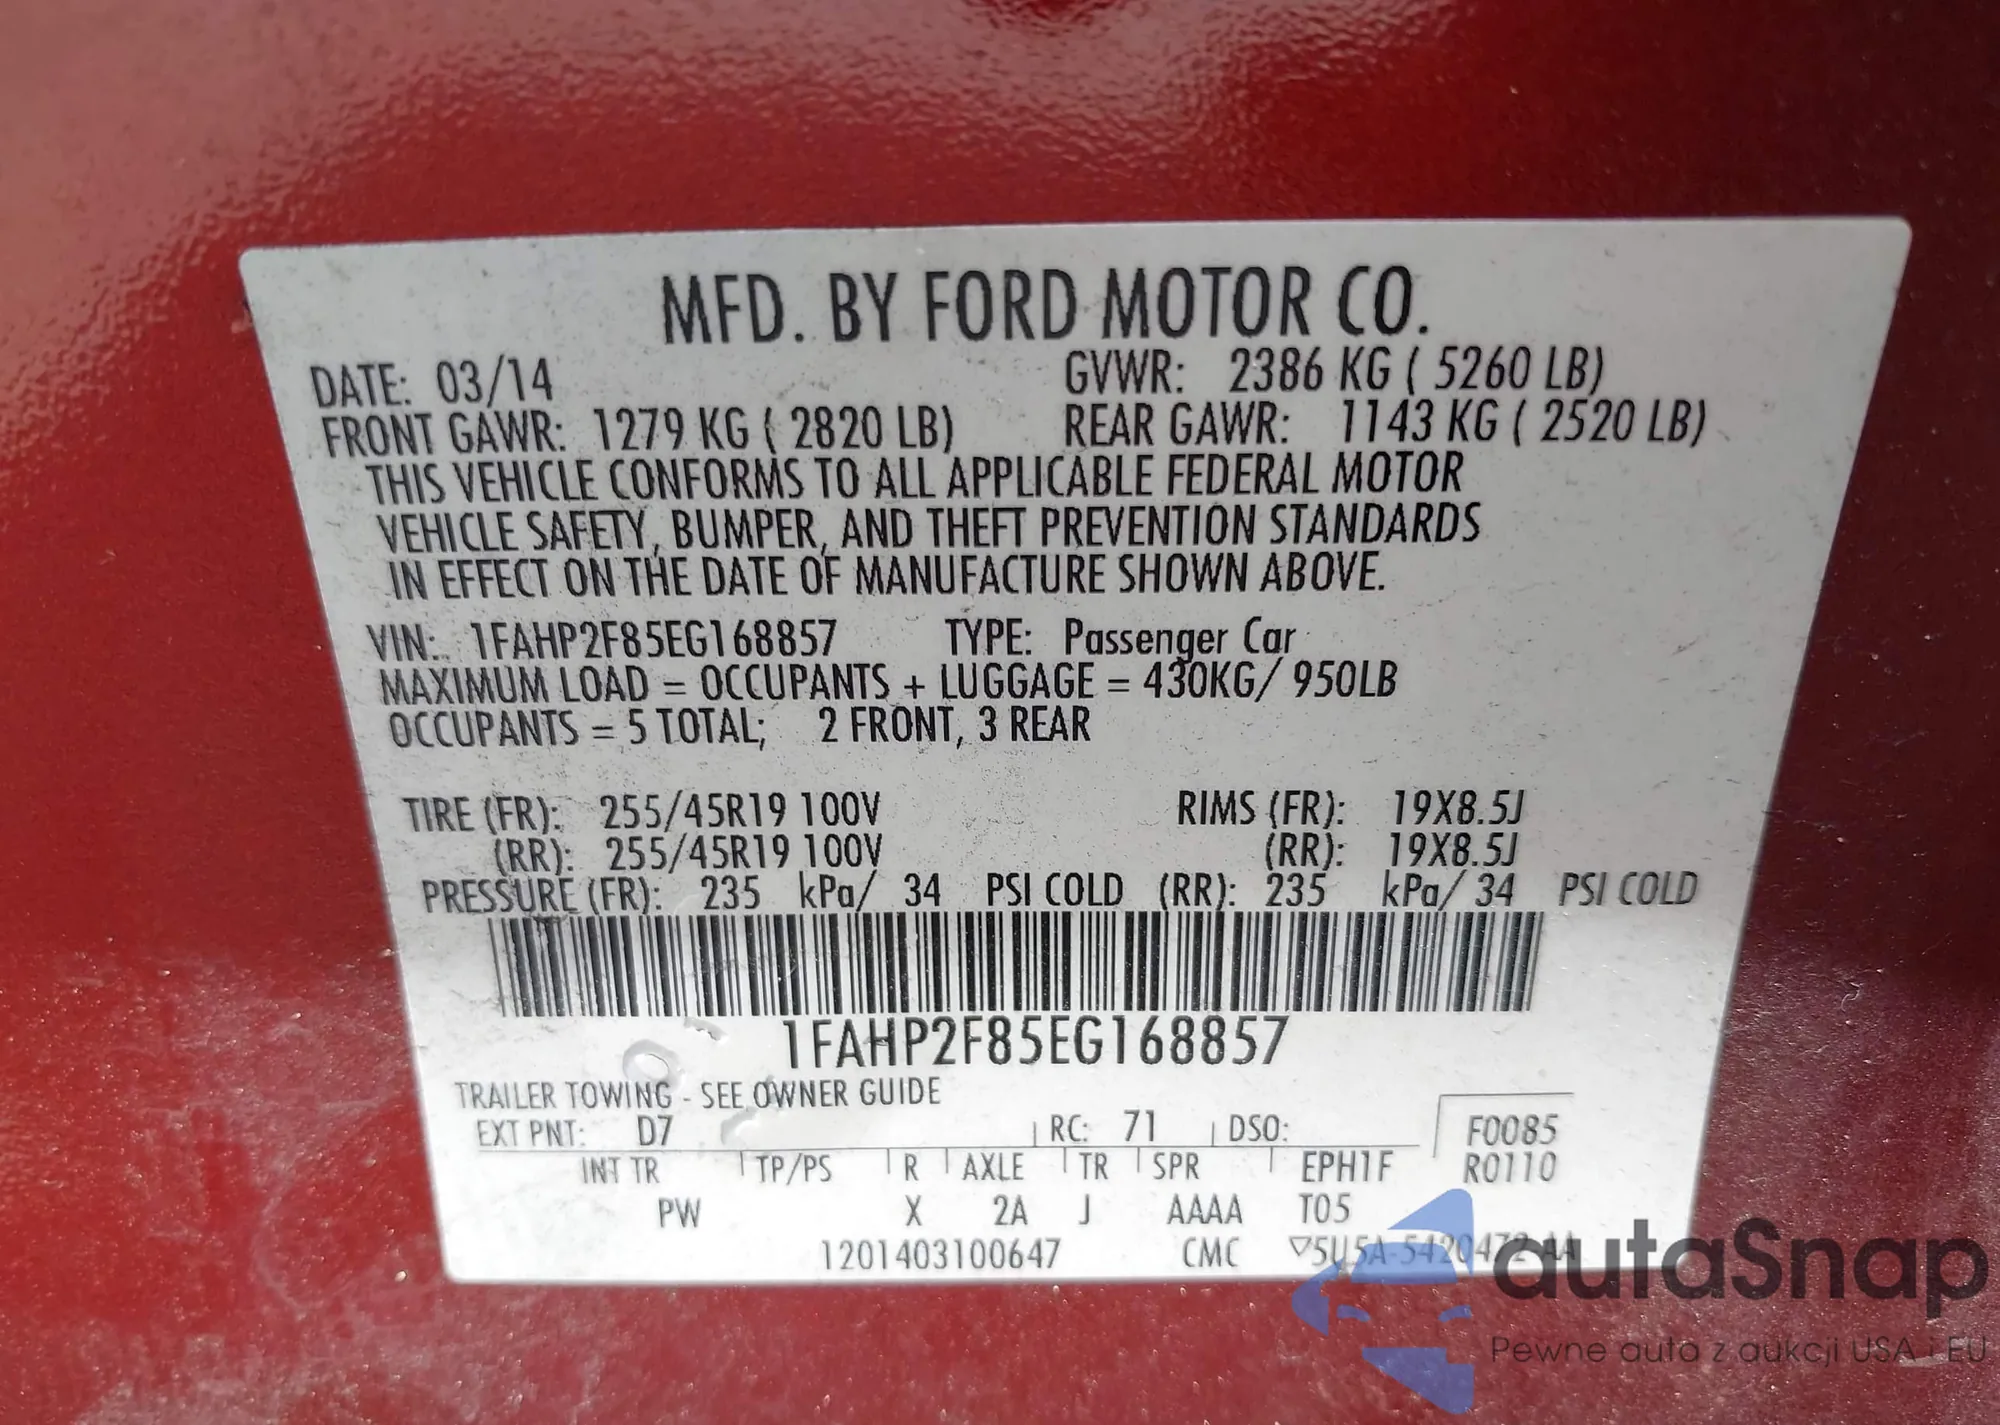 MFD. BY FORD MOTOR CO.
DATE: 03/14 GVWR: 2386 KG ( 5260 LB)
FRONT GAWR: 1279 KG ( 2820 LB) REAR GAWR: 1143 KG ( 2520 LB)
THIS VEHICLE CONFORMS TO ALL APPLICABLE FEDERAL MOTOR
VEHICLE SAFETY, BUMPER, AND THEFT PREVENTION STANDARDS
IN EFFECT ON THE DATE OF MANUFACTURE SHOWN ABOVE.
VIN: 1FAHP2F85EG168857 TYPE: Passenger Car
MAXIMUM LOAD = OCCUPANTS + LUGGAGE = 430KG/ 950LB
OCCUPANTS = 5 TOTAL; 2 FRONT, 3 REAR
TIRE (FR): 255/45R19 100V RIMS (FR): 19X8.5J
(RR): 255/45R19 100V (RR): 19X8.5J
PRESSURE (FR): 235 kPa/ 34 PSI COLD (RR): 235 kPa/ 34 PSI COLD
1FAHP2F85EG168857
TRAILER TOWING - SEE OWNER GUIDE
EXT PNT: D7 RC: 71 DSO: F0085
INT TR TP/PS R AXLE TR SPR EPH1F R0110
PW X 2A J AAAA T05
1201403100647 CMC 5U5A-5420472-AA
autaSnap
Pewne auta z aukcji USA i EU